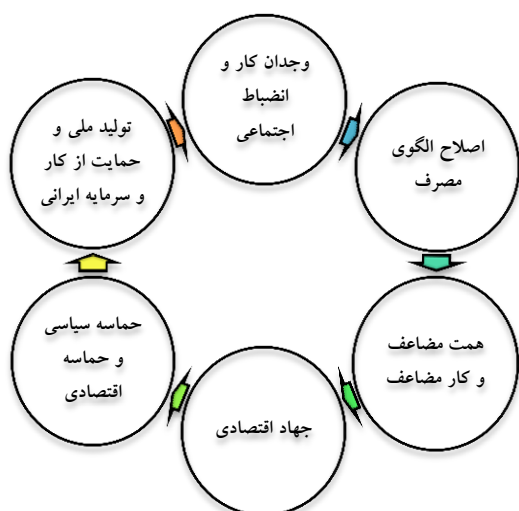 وجدان کار و
انضباط
اجتماعی
اصلاح الگوی
مصرف
همت مضاعف
و کار مضاعف
جهاد اقتصادی
حماسه سیاسی
و حماسه
اقتصادی
تولید ملی و
حمایت از کار
و سرمایه ایرانی